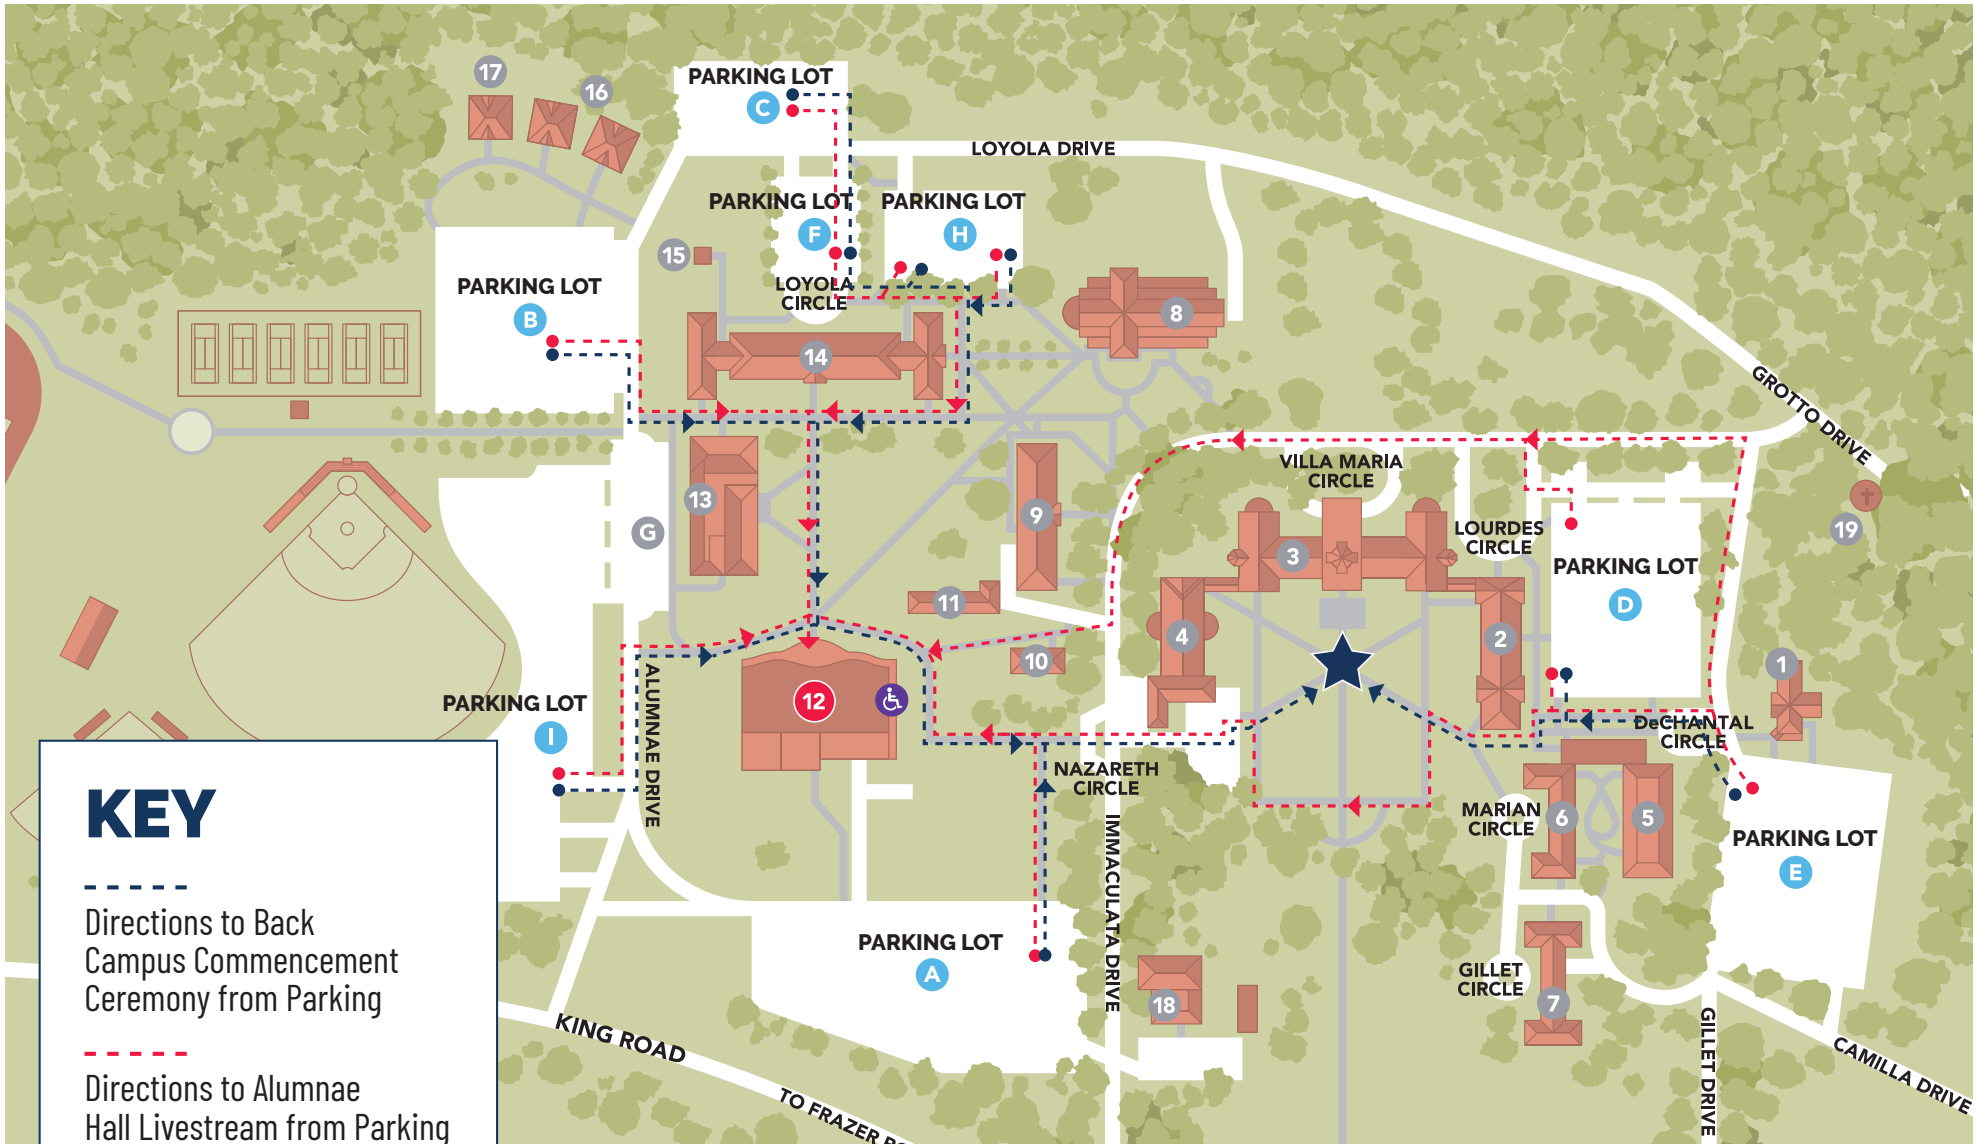 17
16
PARKING LOT
C
LOYOLA DRIVE
PARKING LOT
F
PARKING LOT
H
15
LOYOLA
CIRCLE
PARKING LOT
B
8
14
GROTTO DRIVE
VILLA MARIA
CIRCLE
13
G
9
3
LOURDES
CIRCLE
19
PARKING LOT
D
11
4
2
10
1
12
PARKING LOT
I
ALUMNAE DRIVE
DeCHANTAL
CIRCLE
NAZARETH
CIRCLE
MARIAN
CIRCLE
6
5
PARKING LOT
E
IMMACULATA DRIVE
PARKING LOT
A
18
GILLET
CIRCLE
7
GILLET DRIVE
CAMILLA DRIVE
KING ROAD
TO FRAZER
KEY
Directions to Back
Campus Commencement
Ceremony from Parking
Directions to Alumnae
Hall Livestream from Parking